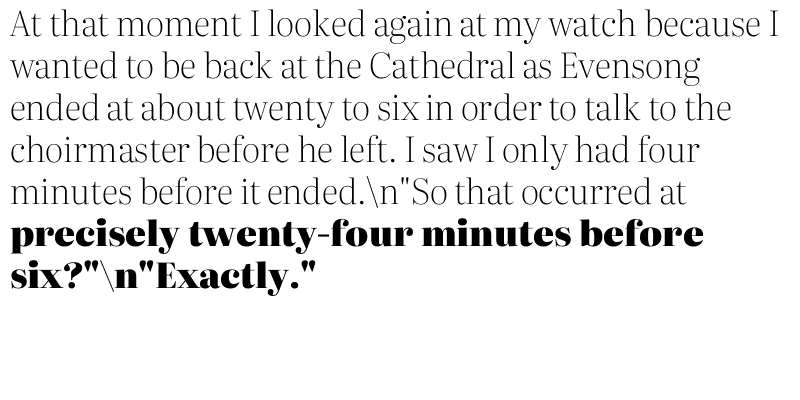 At that moment I looked again at my watch because I
wanted to be back at the Cathedral as Evensong
ended at about twenty to six in order to talk to the
choirmaster before he left. I saw I only had four
minutes before it ended.\n"So that occurred at
precisely twenty-four minutes before
six?"\n"Exactly."